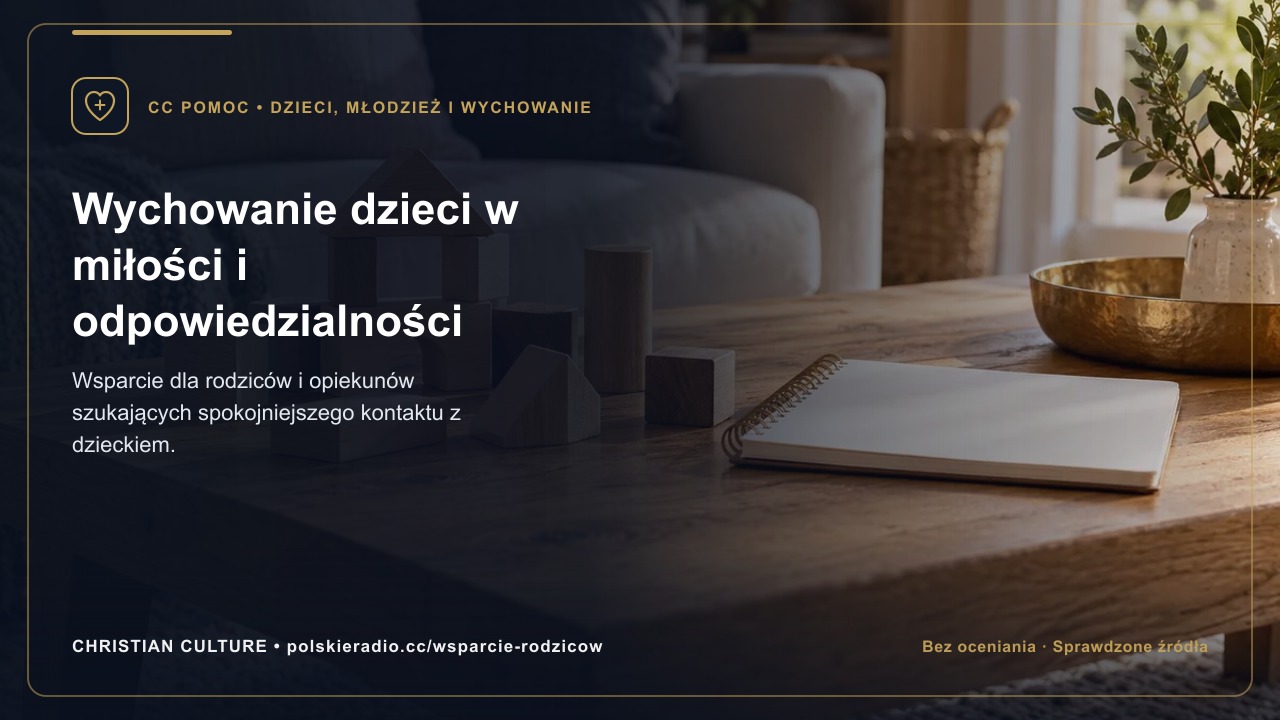 CC POMOC • DZIECI, MŁODZIEŻ I WYCHOWANIE
Wychowanie dzieci w
miłości i
odpowiedzialności
Wsparcie dla rodziców i opiekunów
szukających spokojniejszego kontaktu z
dzieckiem.
CHRISTIAN CULTURE • polskieradio.cc/wsparcie-rodzicow
Bez oceniania · Sprawdzone źródła